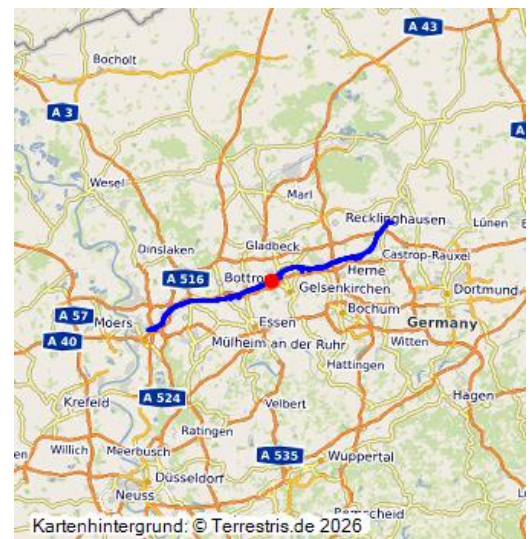 A 43
Bocholt
A 3
A
Wesel
Marl
Recklinghausen
Lünen
Dinslaken
Gladbeck
Castrop-Rauxel
A 516
Bottro
Herne
Gelsenkirchen
Dortmund
A 57
Moers
Essen
Bochum
Germany
A 40
Mülheim an der Ruhr
Witten
Hattingen
A 524
Krefeld
Velbert
Hagen
Ratingen
Willich
Meerbusch
A 535
Wuppertal
Düsseldorf
Neuss
Remscheid
Kartenhintergrund: © Terrestris.de 2026